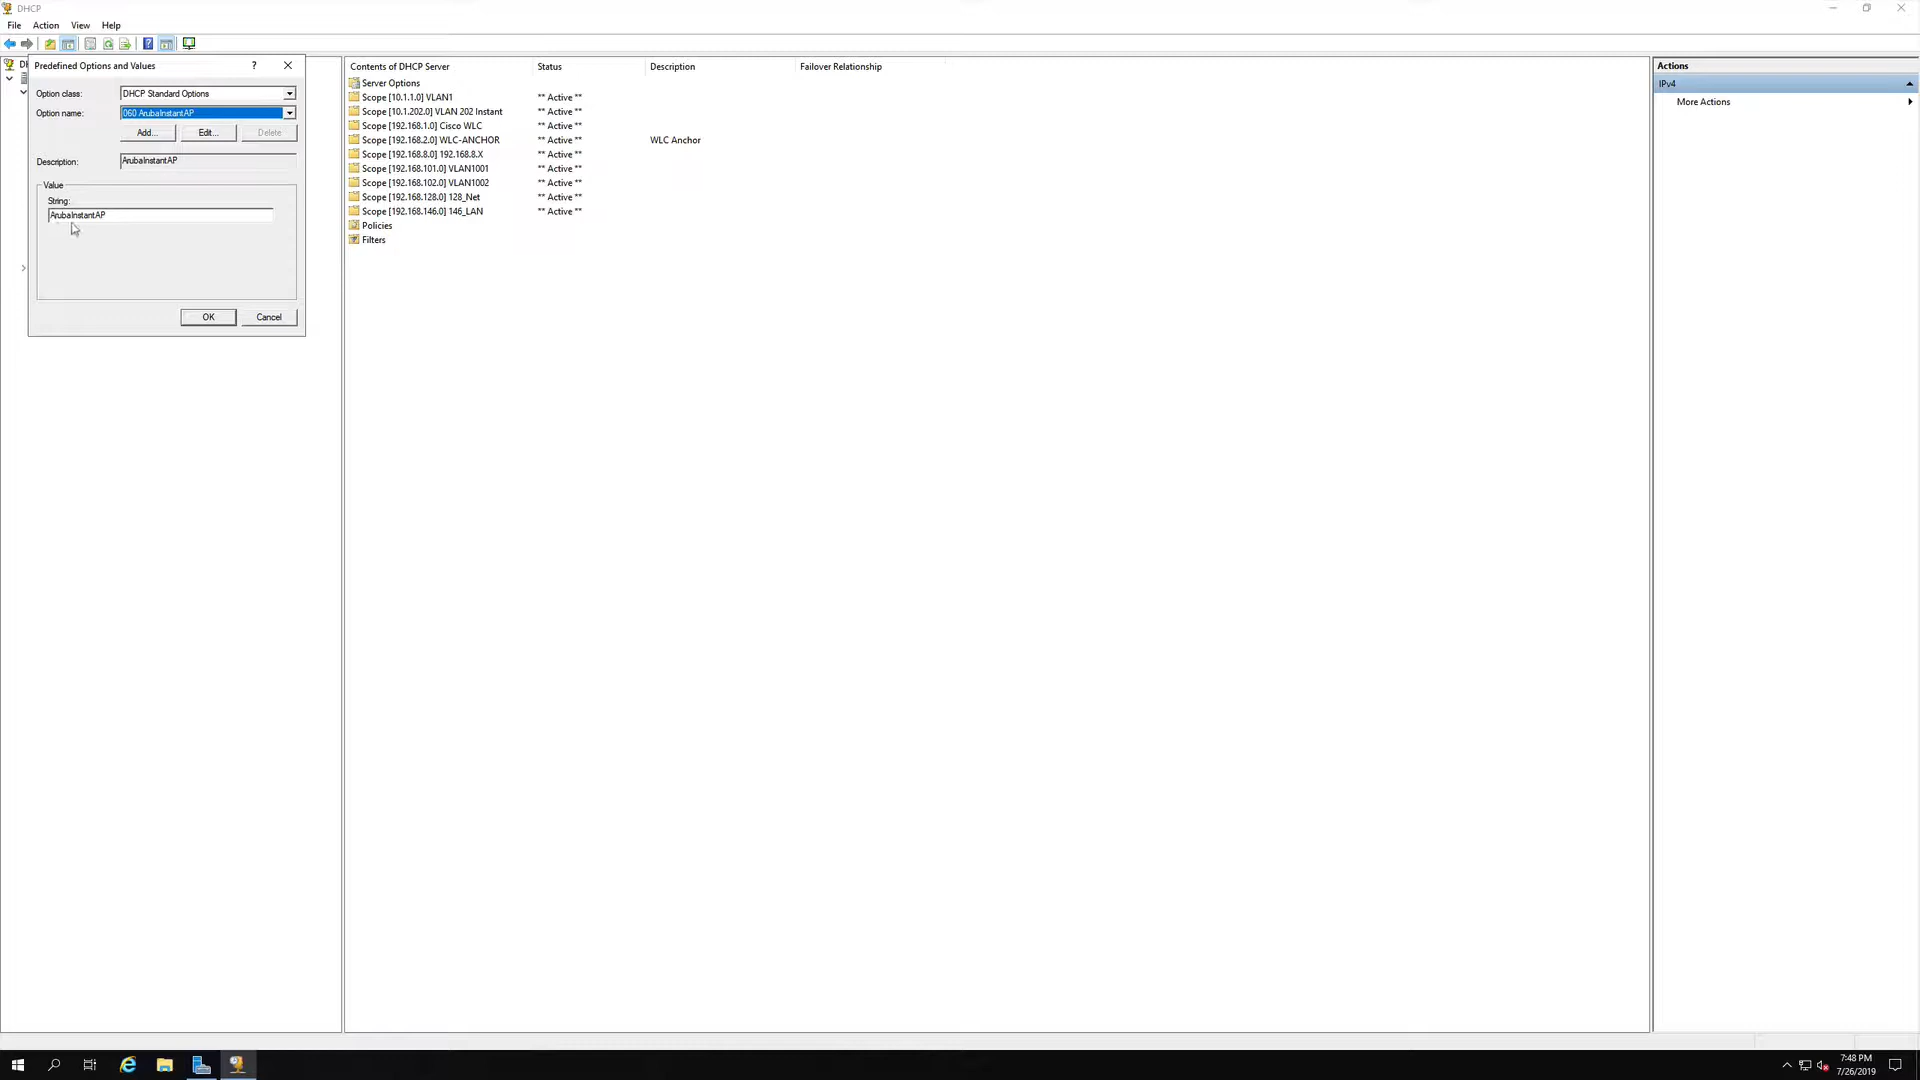 DHCP
File Action View Help
DH
Predefined Options and Values ?
Option class: DHCP Standard Options
Option name: 060 ArubaInstantAP
Add... Edit... Delete
Description: ArubaInstantAP
Value
String:
ArubaInstantAP
OK Cancel
Contents of DHCP Server Status Description Failover Relationship
Server Options
Scope [10.1.1.0] VLAN1 ** Active **
Scope [10.1.202.0] VLAN 202 Instant ** Active **
Scope [192.168.1.0] Cisco WLC ** Active **
Scope [192.168.2.0] WLC-ANCHOR ** Active ** WLC Anchor
Scope [192.168.8.0] 192.168.8.X ** Active **
Scope [192.168.101.0] VLAN1001 ** Active **
Scope [192.168.102.0] VLAN1002 ** Active **
Scope [192.168.128.0] 128_Net ** Active **
Scope [192.168.146.0] 146_LAN ** Active **
Policies
Filters
Actions
IPv4
More Actions
7:48 PM
7/26/2019